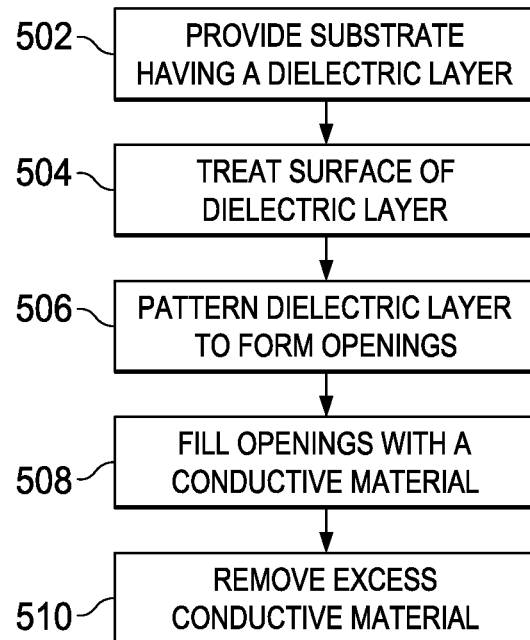 502
PROVIDE SUBSTRATE
HAVING A DIELECTRIC LAYER
504
TREAT SURFACE OF
DIELECTRIC LAYER
506
PATTERN DIELECTRIC LAYER
TO FORM OPENINGS
508
FILL OPENINGS WITH A
CONDUCTIVE MATERIAL
510
REMOVE EXCESS
CONDUCTIVE MATERIAL